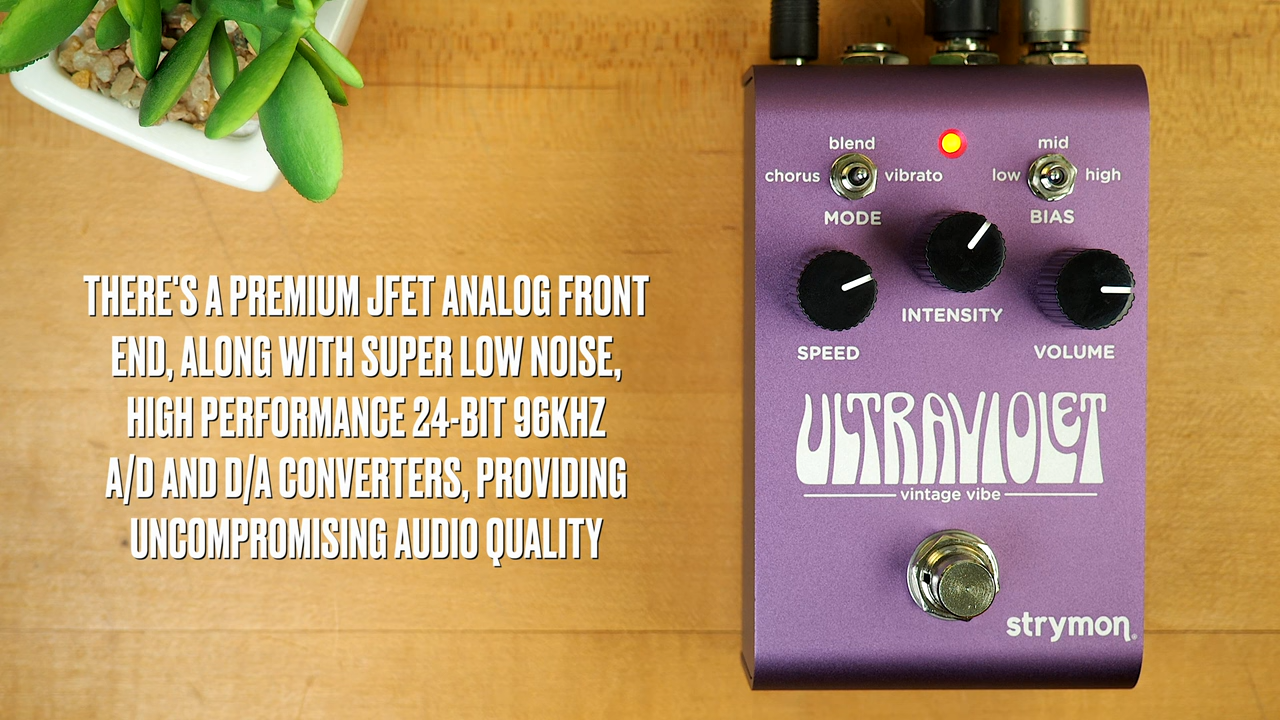 THERE'S A PREMIUM JFET ANALOG FRONT
END, ALONG WITH SUPER LOW NOISE,
HIGH PERFORMANCE 24-BIT 96KHZ
A/D AND D/A CONVERTERS, PROVIDING
UNCOMPROMISING AUDIO QUALITY
blend
chorus
vibrato
MODE
mid
low
high
BIAS
INTENSITY
SPEED
VOLUME
ULTRAVIOLET
vintage vibe
strymon®